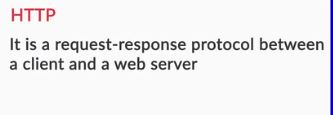 HTTP
It is a request-response protocol between
a client and a web server